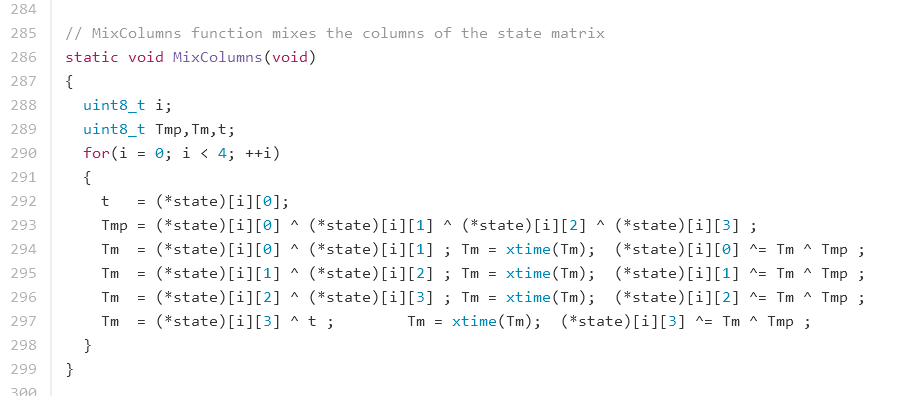 284
285 // MixColumns function mixes the columns of the state matrix
286 static void MixColumns(void)
287 {
288   uint8_t i;
289   uint8_t Tmp,Tm,t;
290   for(i = 0; i < 4; ++i)
291   {
292     t   = (*state)[i][0];
293     Tmp = (*state)[i][0] ^ (*state)[i][1] ^ (*state)[i][2] ^ (*state)[i][3] ;
294     Tm  = (*state)[i][0] ^ (*state)[i][1] ; Tm = xtime(Tm);  (*state)[i][0] ^= Tm ^ Tmp ;
295     Tm  = (*state)[i][1] ^ (*state)[i][2] ; Tm = xtime(Tm);  (*state)[i][1] ^= Tm ^ Tmp ;
296     Tm  = (*state)[i][2] ^ (*state)[i][3] ; Tm = xtime(Tm);  (*state)[i][2] ^= Tm ^ Tmp ;
297     Tm  = (*state)[i][3] ^ t ;        Tm = xtime(Tm);  (*state)[i][3] ^= Tm ^ Tmp ;
298   }
299 }
300